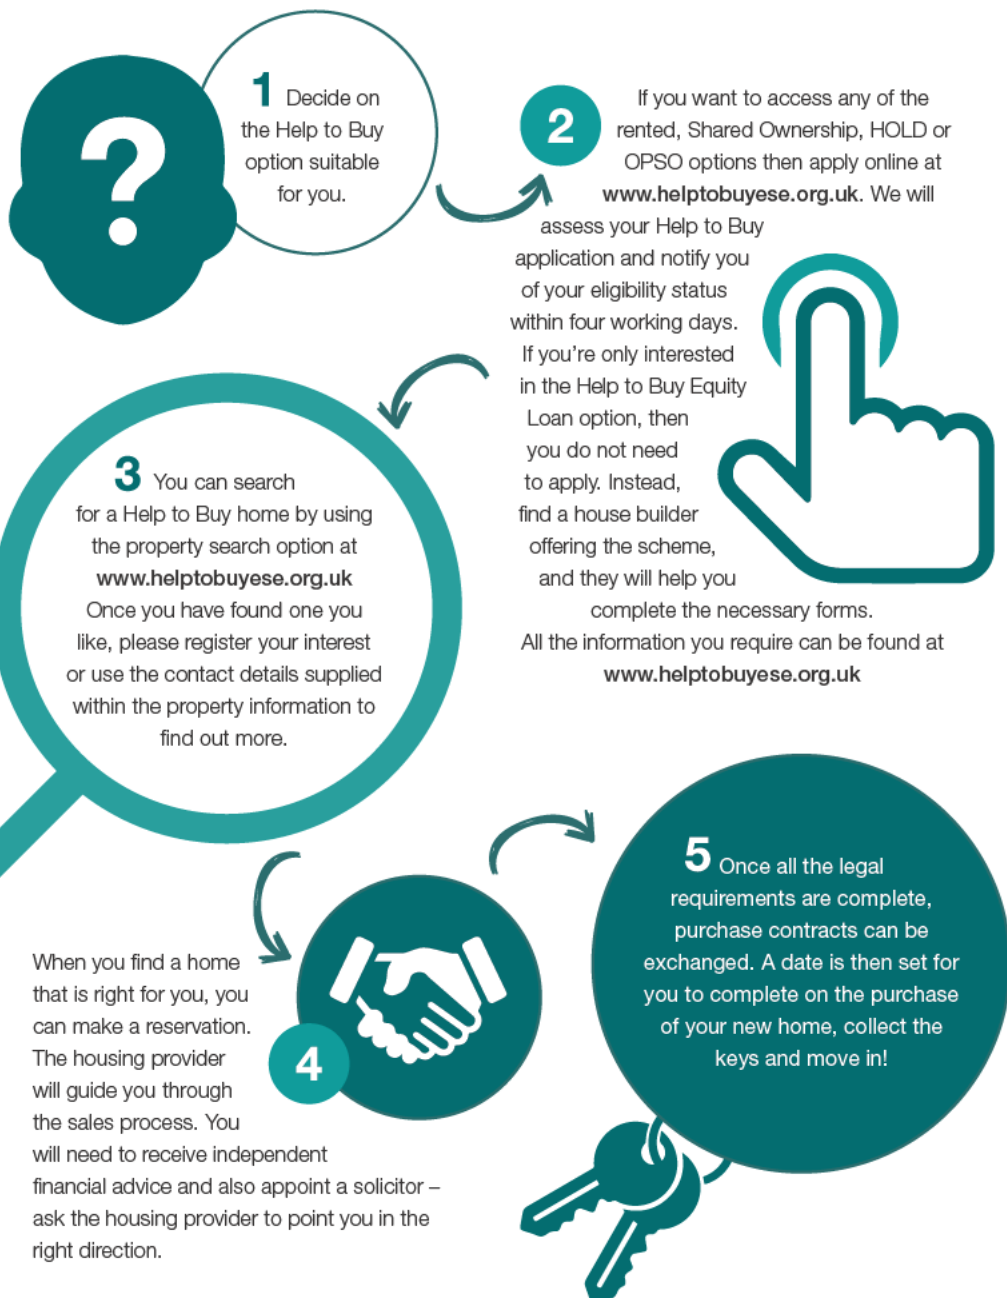 1 Decide on
the Help to Buy
option suitable
for you.
2
If you want to access any of the
rented, Shared Ownership, HOLD or
OPSO options then apply online at
www.helptobuyese.org.uk. We will
assess your Help to Buy
application and notify you
of your eligibility status
within four working days.
If you’re only interested
in the Help to Buy Equity
Loan option, then
you do not need
to apply. Instead,
find a house builder
offering the scheme,
and they will help you
complete the necessary forms.
All the information you require can be found at
www.helptobuyese.org.uk
3 You can search
for a Help to Buy home by using
the property search option at
www.helptobuyese.org.uk
Once you have found one you
like, please register your interest
or use the contact details supplied
within the property information to
find out more.
4
When you find a home
that is right for you, you
can make a reservation.
The housing provider
will guide you through
the sales process. You
will need to receive independent
financial advice and also appoint a solicitor –
ask the housing provider to point you in the
right direction.
5 Once all the legal
requirements are complete,
purchase contracts can be
exchanged. A date is then set for
you to complete on the purchase
of your new home, collect the
keys and move in!